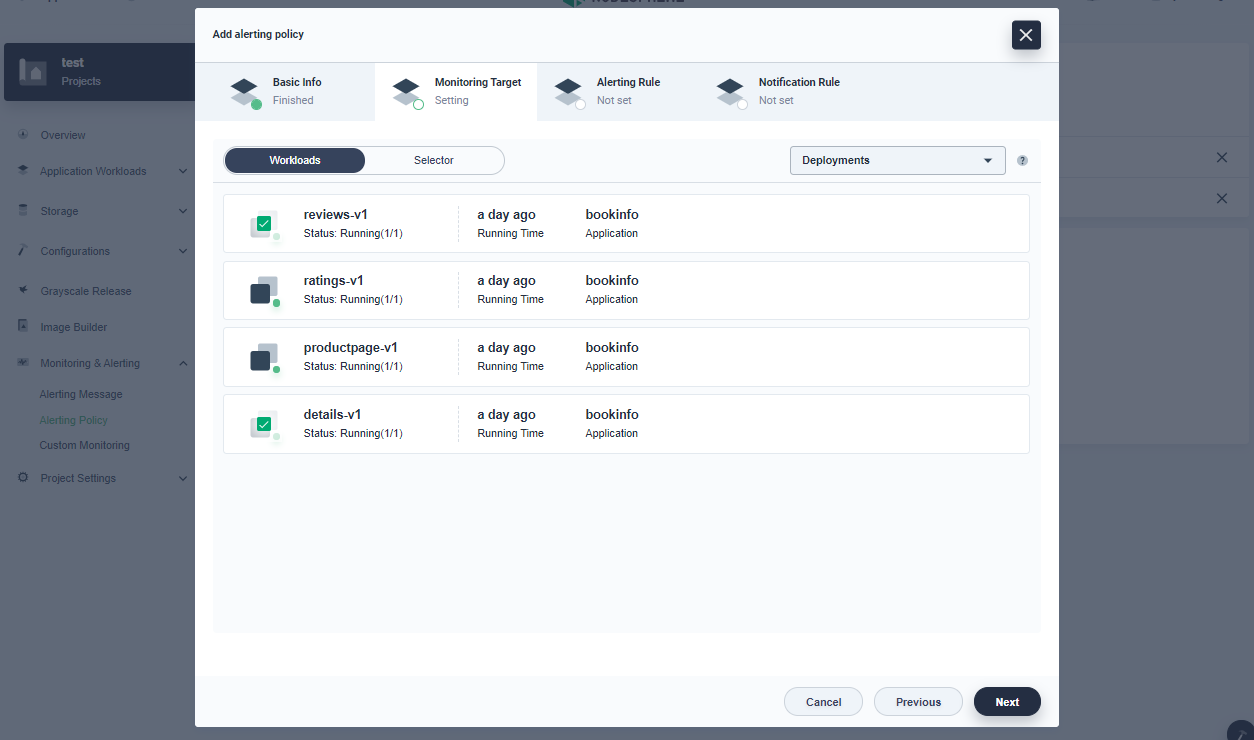 Add alerting policy
test
Projects
Basic Info
Finished
Monitoring Target
Setting
Alerting Rule
Not set
Notification Rule
Not set
Overview
Application Workloads
Storage
Configurations
Grayscale Release
Image Builder
Monitoring & Alerting
Alerting Message
Alerting Policy
Custom Monitoring
Project Settings
Workloads
Selector
Deployments
?
reviews-v1
Status: Running(1/1)
a day ago
Running Time
bookinfo
Application
ratings-v1
Status: Running(1/1)
a day ago
Running Time
bookinfo
Application
productpage-v1
Status: Running(1/1)
a day ago
Running Time
bookinfo
Application
details-v1
Status: Running(1/1)
a day ago
Running Time
bookinfo
Application
Cancel
Previous
Next